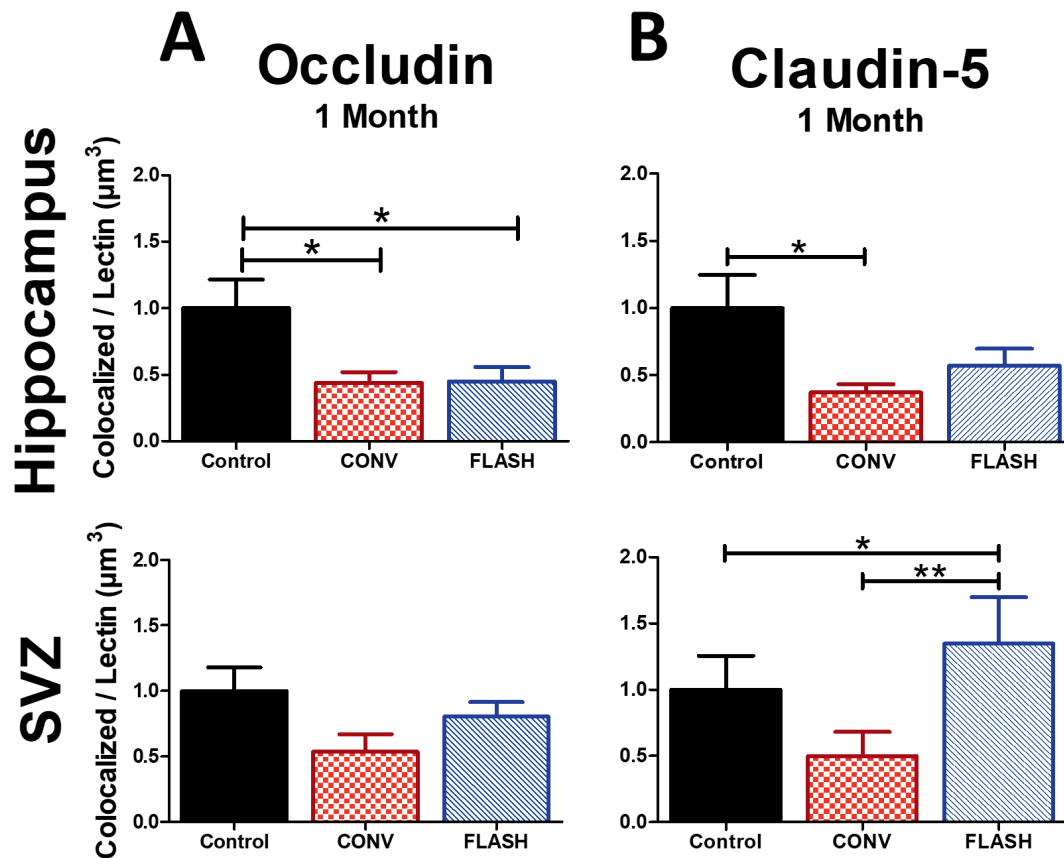 A
Occludin
1 Month
B
Claudin-5
1 Month
Hippocampus
Colocalized / Lectin (µm³)
2.0
1.5
1.0
0.5
0.0
*
*
Control
CONV
FLASH
2.0
1.5
1.0
0.5
0.0
*
Control
CONV
FLASH
SVZ
Colocalized / Lectin (µm³)
2.0
1.5
1.0
0.5
0.0
Control
CONV
FLASH
2.0
1.5
1.0
0.5
0.0
*
**
Control
CONV
FLASH